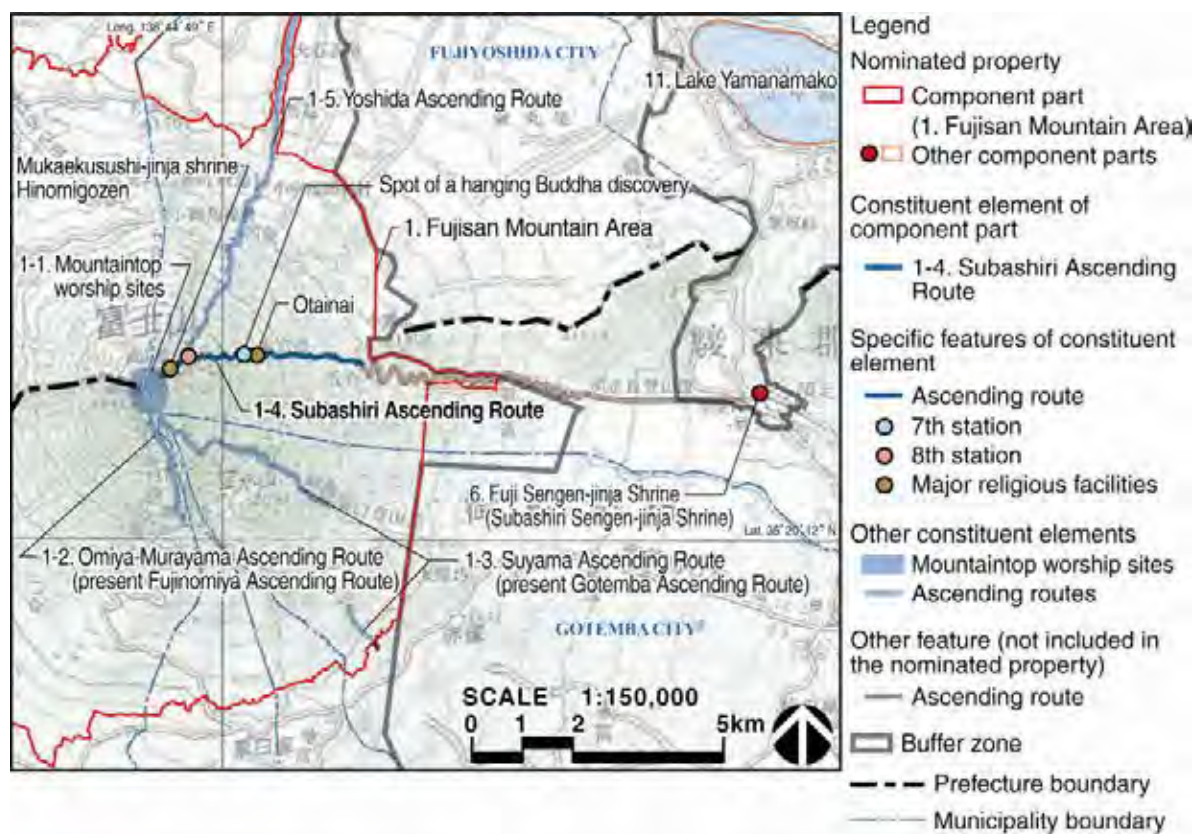 Long. 138°44'49" E
FUJIYOSHIDA CITY
11. Lake Yamanamako
1-5. Yoshida Ascending Route
Mukaekusushi-jinja shrine
Hinomigozen
Spot of a hanging Buddha discovery
1. Fujisan Mountain Area
1-1. Mountaintop
worship sites
Otainai
富士山
1-4. Subashiri Ascending Route
6. Fuji Sengen-jinja Shrine
(Subashiri Sengen-jinja Shrine)
Lat. 35°20'12" N
1-2. Omiya-Murayama Ascending Route
(present Fujinomiya Ascending Route)
1-3. Suyama Ascending Route
(present Gotemba Ascending Route)
GOTEMBA CITY
SCALE 1:150,000
0 1 2 5km
Legend
Nominated property
Component part
(1. Fujisan Mountain Area)
Other component parts
Constituent element of
component part
1-4. Subashiri Ascending
Route
Specific features of constituent
element
Ascending route
7th station
8th station
Major religious facilities
Other constituent elements
Mountaintop worship sites
Ascending routes
Other feature (not included in
the nominated property)
Ascending route
Buffer zone
Prefecture boundary
Municipality boundary